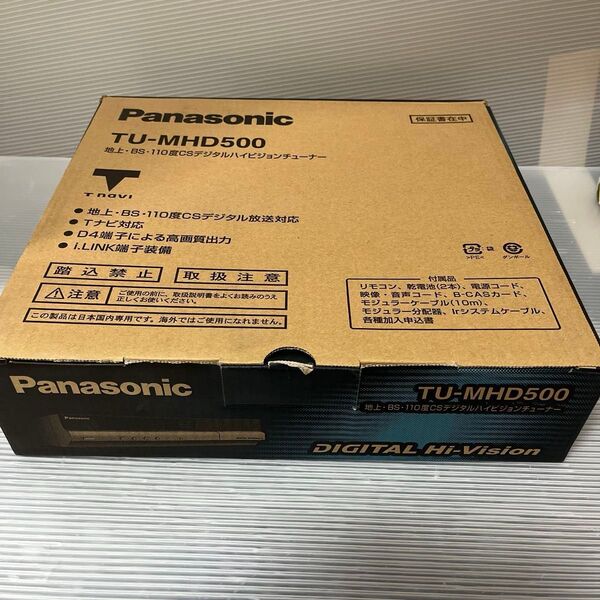 Panasonic
保証書在中
TU-MHD500
地上・BS・110度CSデジタルハイビジョンチューナー
T navi
● 地上・BS・110度CSデジタル放送対応
● Tナビ対応
● D4端子による高画質出力
● i.LINK端子装備
>PE< 袋
ダンボール
踏込禁止
取扱注意
注意
ご使用の前に、取扱説明書をよくお読みのうえ
正しくお使いください。
この製品は日本国内専用です。海外ではご使用になれません。
付属品
リモコン、乾電池(2本)、電源コード、
映像・音声コード、B-CASカード、
モジュラーケーブル(10m)、
モジュラー分配器、Irシステムケーブル、
各種加入申込書
Panasonic
TU-MHD500
地上・BS・110度CSデジタルハイビジョンチューナー
Panasonic
DIGITAL Hi-Vision